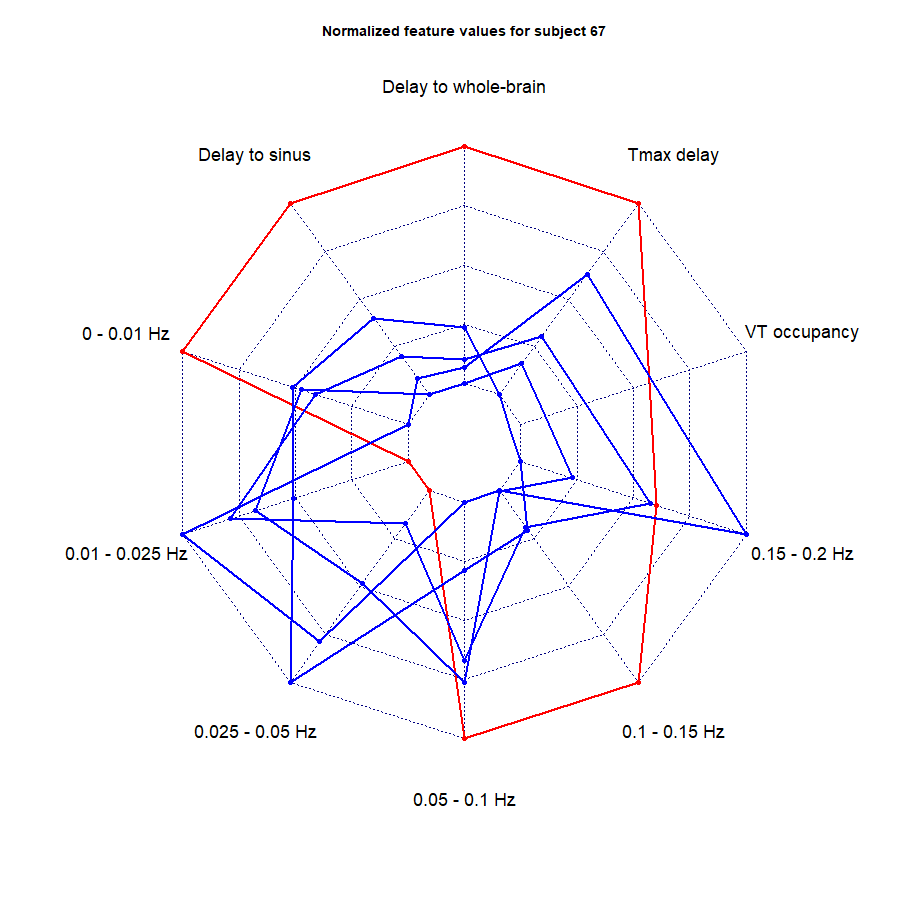 Normalized feature values for subject 67
Delay to whole-brain
Delay to sinus
Tmax delay
0 - 0.01 Hz
VT occupancy
0.01 - 0.025 Hz
0.15 - 0.2 Hz
0.025 - 0.05 Hz
0.1 - 0.15 Hz
0.05 - 0.1 Hz